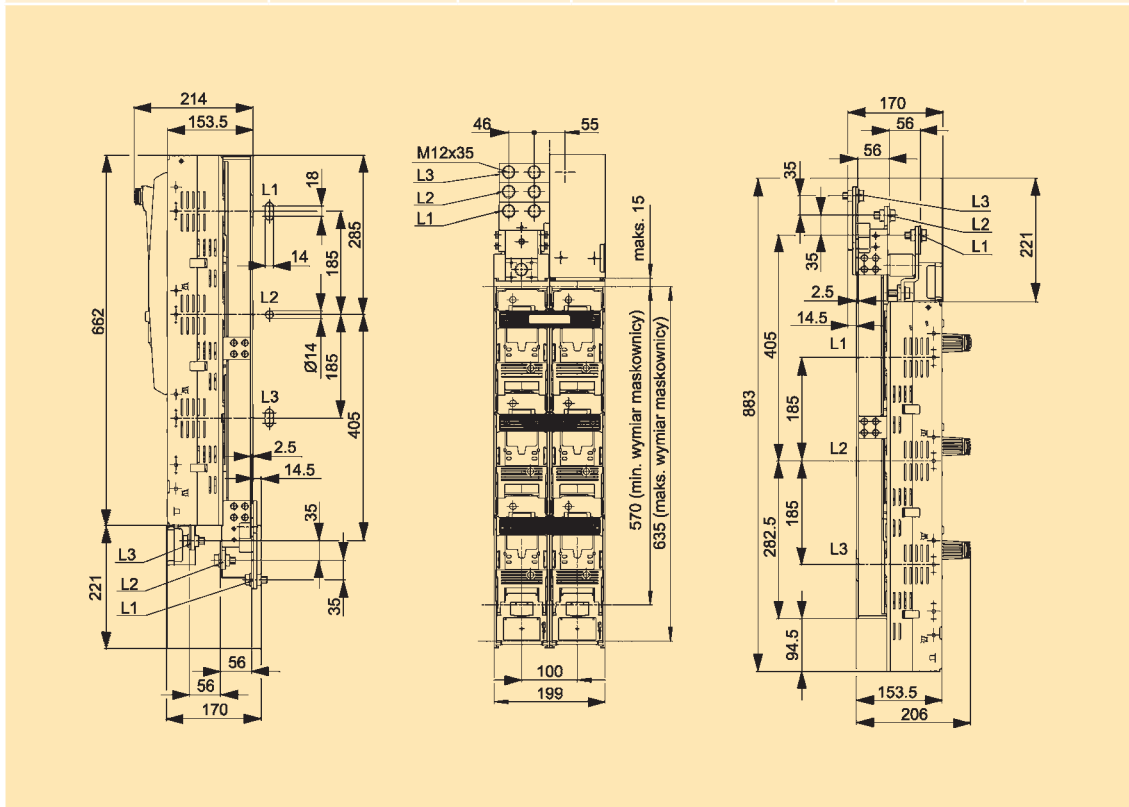 214
153.5
18
L1
285
185
14
L2
662
Ø14
185
L3
405
2.5
14.5
35
L3
L2
L1
35
221
56
56
170
46
55
M12x35
L3
L2
L1
maks. 15
570 (min. wymiar maskownicy)
635 (maks. wymiar maskownicy)
100
199
170
56
56
35
L3
L2
L1
35
221
2.5
14.5
405
L1
883
185
L2
185
282.5
L3
94.5
153.5
206